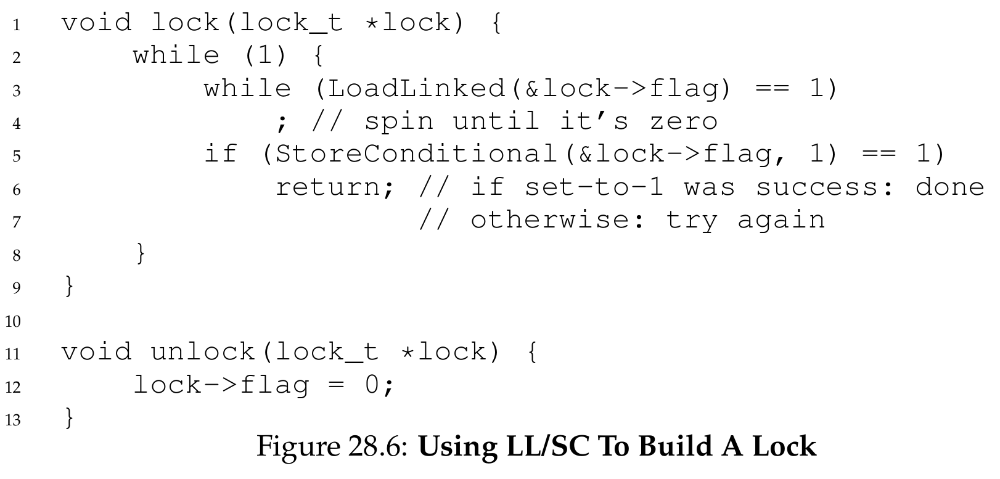 1 void lock(lock_t *lock) {
2 while (1) {
3 while (LoadLinked(&lock->flag) == 1)
4 ; // spin until it's zero
5 if (StoreConditional(&lock->flag, 1) == 1)
6 return; // if set-to-1 was success: done
7 // otherwise: try again
8 }
9 }
10
11 void unlock(lock_t *lock) {
12 lock->flag = 0;
13 }
Figure 28.6: Using LL/SC To Build A Lock